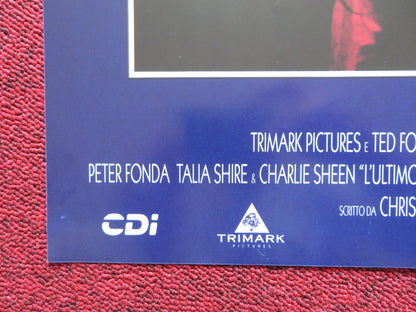 TRIMARK PICTURES E TED FO
PETER FONDA TALIA SHIRE & CHARLIE SHEEN "L'ULTIMO
SCRITTO DA CHRIS
CDi
TRIMARK
PICTURES